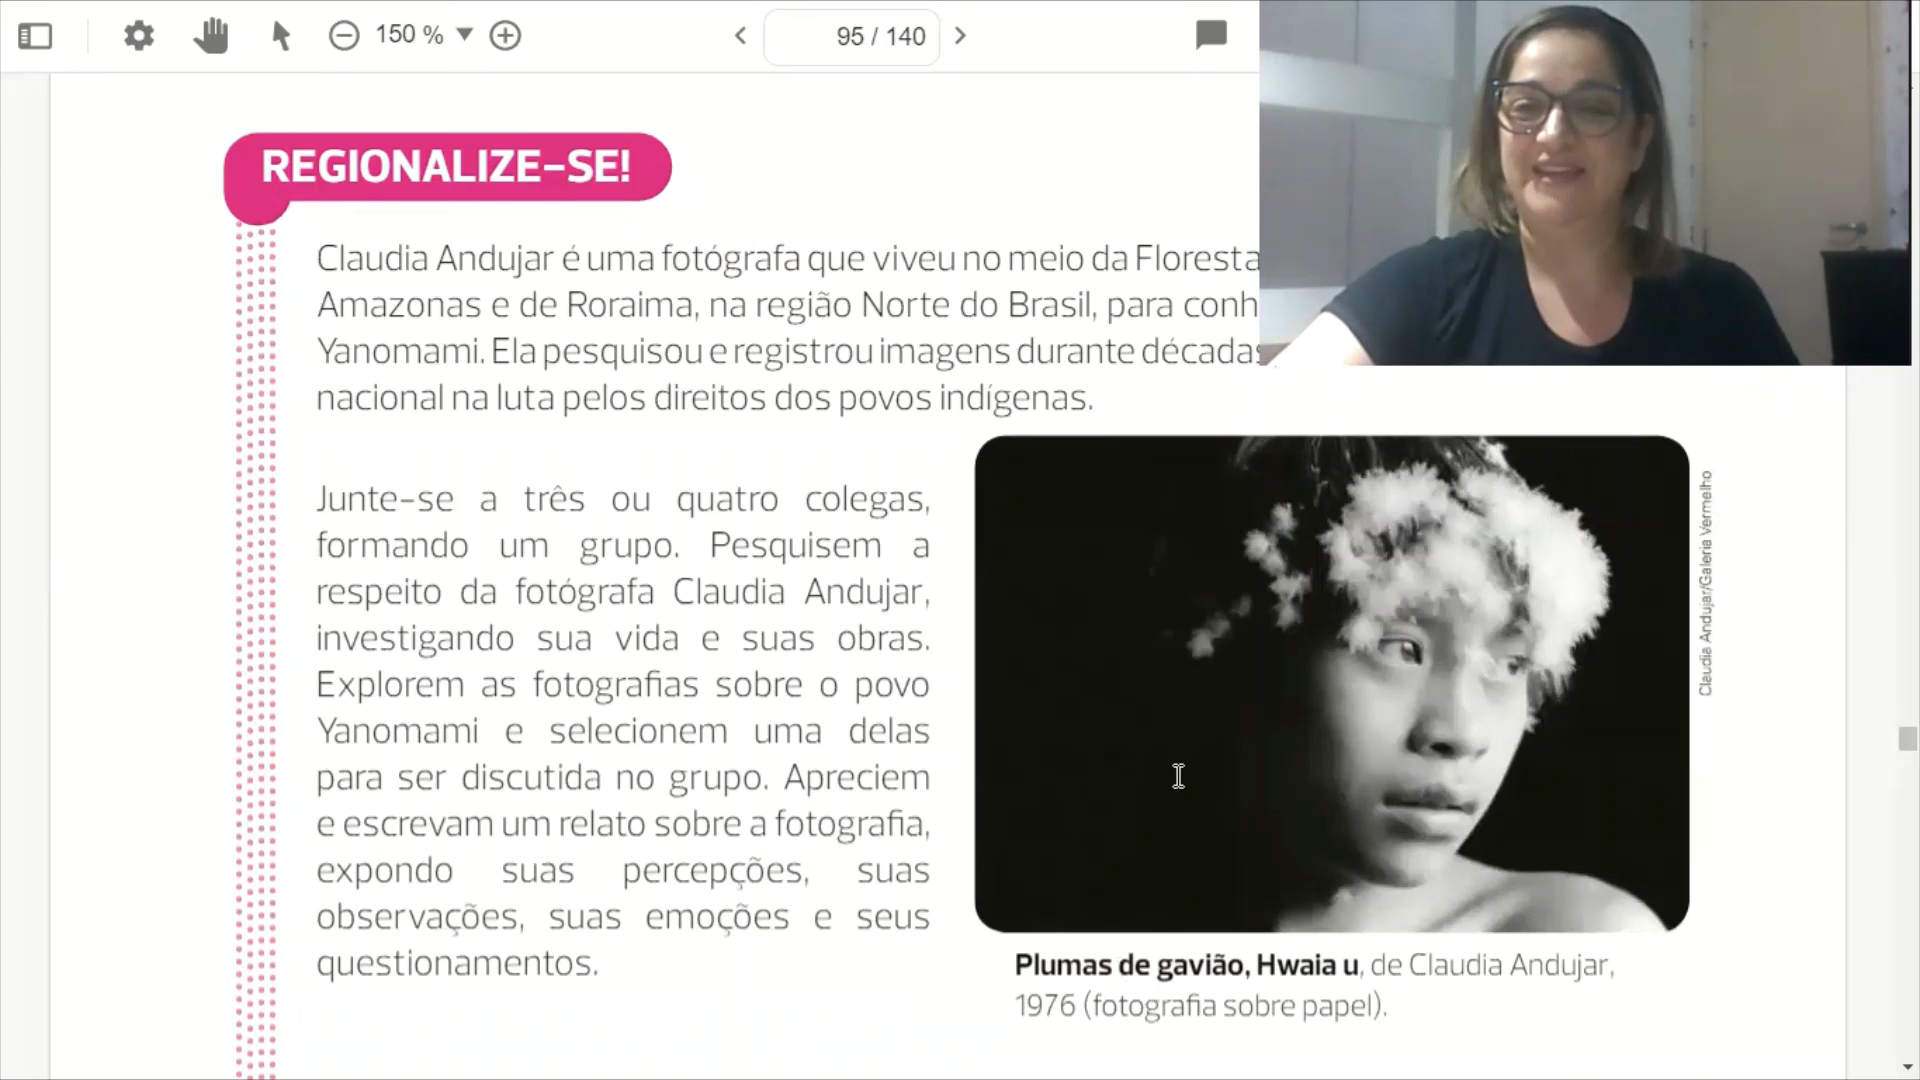 150 %
95 / 140
REGIONALIZE-SE!
Claudia Andujar é uma fotógrafa que viveu no meio da Floresta
Amazonas e de Roraima, na região Norte do Brasil, para conh
Yanomami. Ela pesquisou e registrou imagens durante décadas
nacional na luta pelos direitos dos povos indígenas.
Junte-se a três ou quatro colegas,
formando um grupo. Pesquisem a
respeito da fotógrafa Claudia Andujar,
investigando sua vida e suas obras.
Explorem as fotografias sobre o povo
Yanomami e selecionem uma delas
para ser discutida no grupo. Apreciem
e escrevam um relato sobre a fotografia,
expondo suas percepções, suas
observações, suas emoções e seus
questionamentos.
Claudia Andujar/Galeria Vermelho
Plumas de gavião, Hwaia u, de Claudia Andujar,
1976 (fotografia sobre papel).